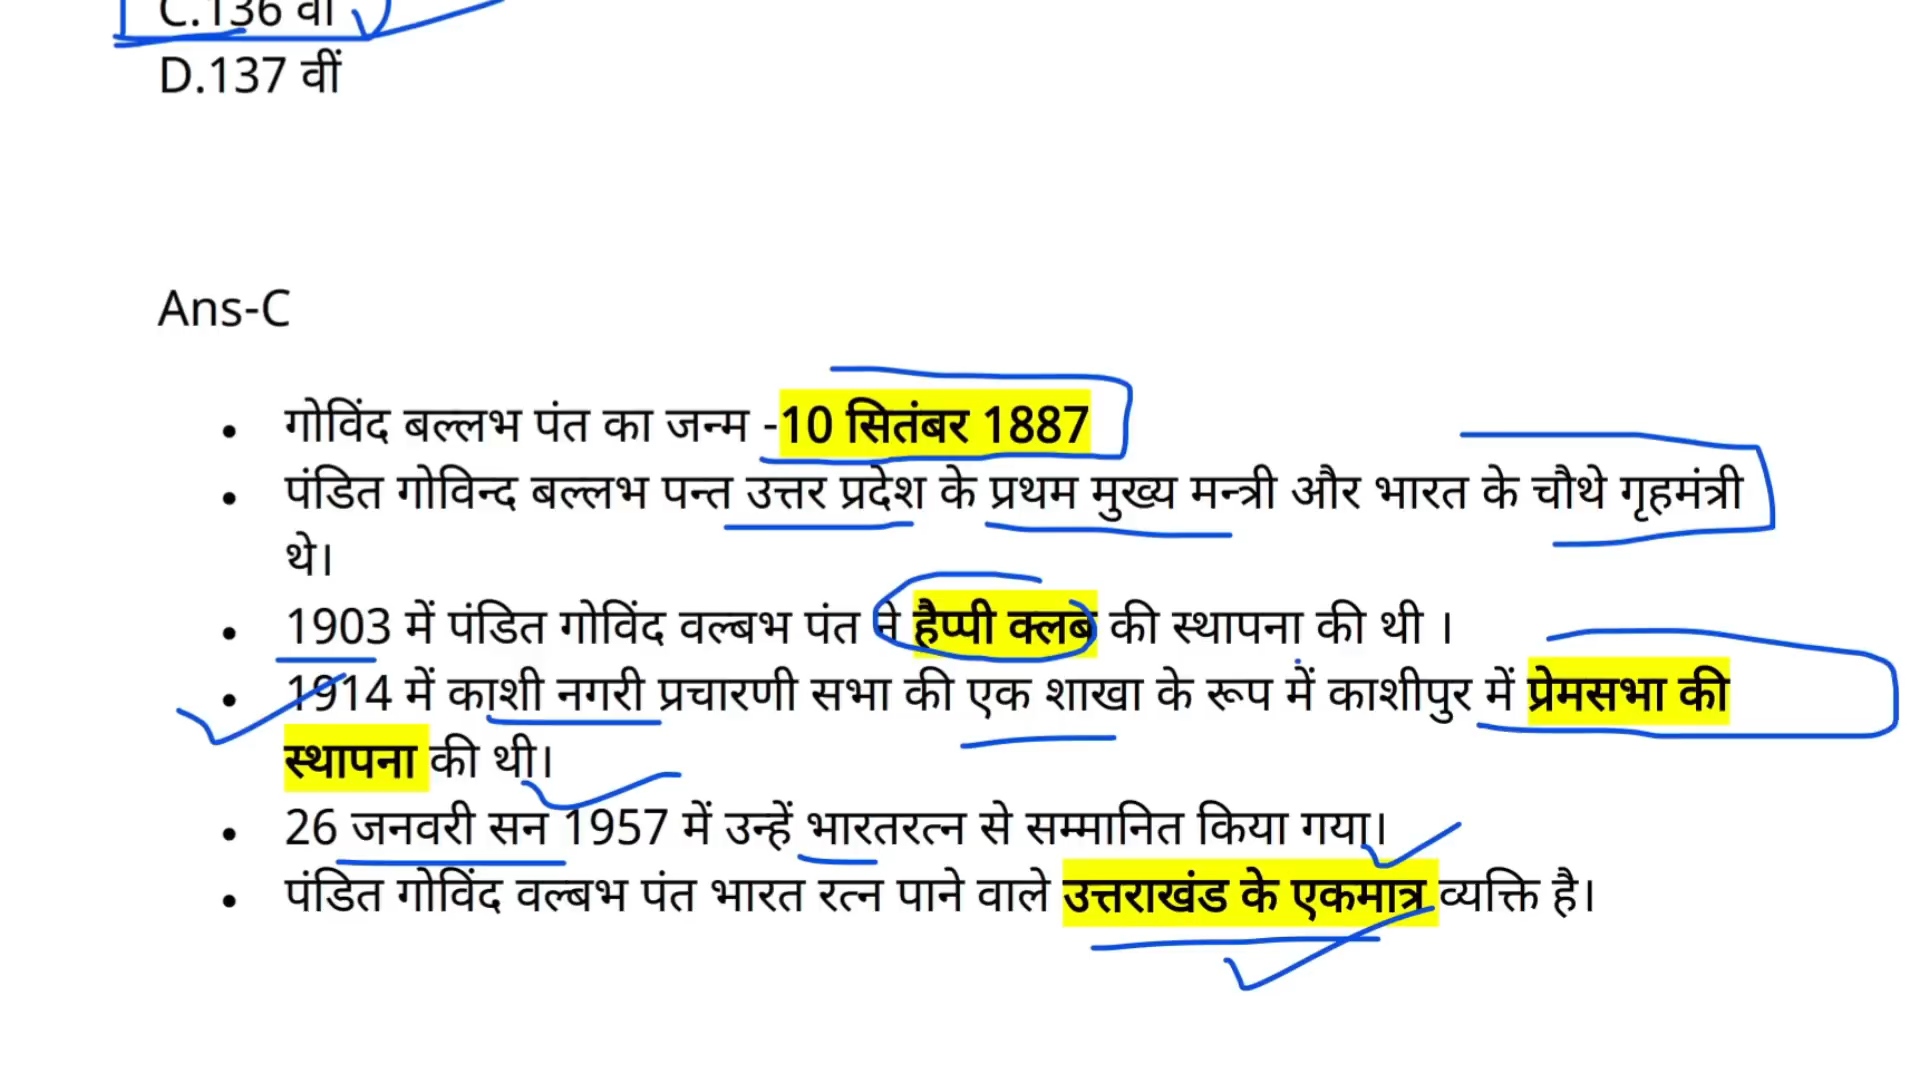 C.136 वीं
D.137 वीं
Ans-C
• गोविंद बल्लभ पंत का जन्म -10 सितंबर 1887
• पंडित गोविन्द बल्लभ पन्त उत्तर प्रदेश के प्रथम मुख्य मन्त्री और भारत के चौथे गृहमंत्री
थे।
• 1903 में पंडित गोविंद वल्बभ पंत ने हैप्पी क्लब की स्थापना की थी ।
• 1914 में काशी नगरी प्रचारणी सभा की एक शाखा के रूप में काशीपुर में प्रेमसभा की
स्थापना की थी।
• 26 जनवरी सन 1957 में उन्हें भारतरत्न से सम्मानित किया गया।
• पंडित गोविंद वल्बभ पंत भारत रत्न पाने वाले उत्तराखंड के एकमात्र व्यक्ति है।